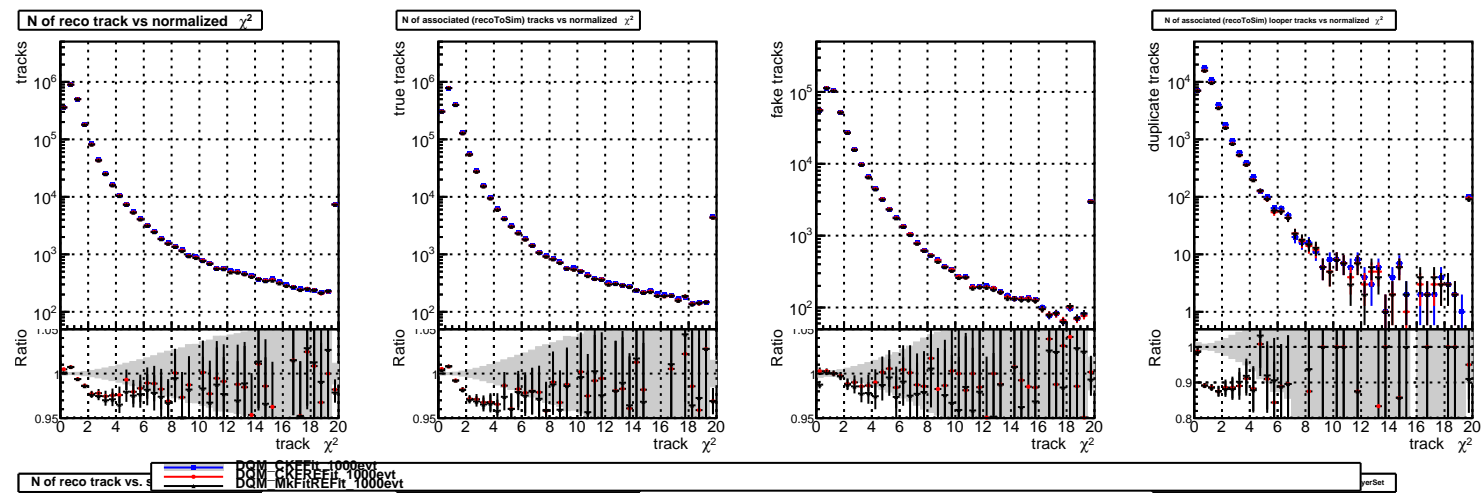 N of reco track vs normalized χ²
N of associated (recoToSim) tracks vs normalized χ²
N of associated (recoToSim) looper tracks vs normalized χ²
tracks
10⁶
10⁵
10⁴
10³
10²
Ratio
1.05
1
0.95
0 2 4 6 8 10 12 14 16 18 20
track χ²
true tracks
10⁶
10⁵
10⁴
10³
10²
Ratio
1.05
1
0.95
0 2 4 6 8 10 12 14 16 18 20
track χ²
fake tracks
10⁵
10⁴
10³
10²
Ratio
1.05
1
0.95
0 2 4 6 8 10 12 14 16 18 20
track χ²
duplicate tracks
10⁴
10³
10²
10
1
Ratio
1
0.9
0.8
0 2 4 6 8 10 12 14 16 18 20
track χ²
N of reco track vs. s
DQM_CKFFit_1000evt
DQM_CKFREFit_1000evt
DQM_MkFitREFit_1000evt
yerSet